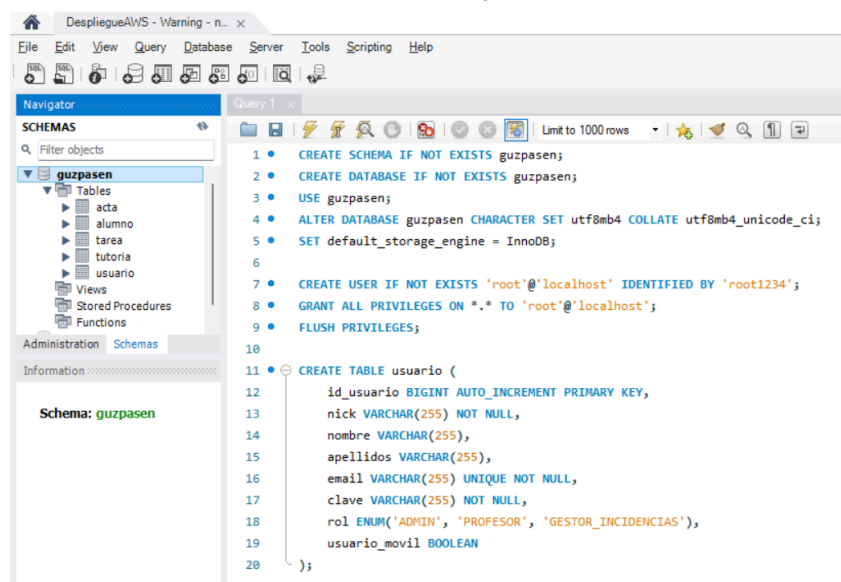 DespliegueAWS - Warning - n...
File Edit View Query Database Server Tools Scripting Help
Navigator
SCHEMAS
Filter objects
guzpasen
Tables
acta
alumno
tarea
tutoria
usuario
Views
Stored Procedures
Functions
Administration Schemas
Information
Schema: guzpasen
Query 1
Limit to 1000 rows
1 CREATE SCHEMA IF NOT EXISTS guzpasen;
2 CREATE DATABASE IF NOT EXISTS guzpasen;
3 USE guzpasen;
4 ALTER DATABASE guzpasen CHARACTER SET utf8mb4 COLLATE utf8mb4_unicode_ci;
5 SET default_storage_engine = InnoDB;
6
7 CREATE USER IF NOT EXISTS 'root'@'localhost' IDENTIFIED BY 'root1234';
8 GRANT ALL PRIVILEGES ON *.* TO 'root'@'localhost';
9 FLUSH PRIVILEGES;
10
11 CREATE TABLE usuario (
12 id_usuario BIGINT AUTO_INCREMENT PRIMARY KEY,
13 nick VARCHAR(255) NOT NULL,
14 nombre VARCHAR(255),
15 apellidos VARCHAR(255),
16 email VARCHAR(255) UNIQUE NOT NULL,
17 clave VARCHAR(255) NOT NULL,
18 rol ENUM('ADMIN', 'PROFESOR', 'GESTOR_INCIDENCIAS'),
19 usuario_movil BOOLEAN
20 );